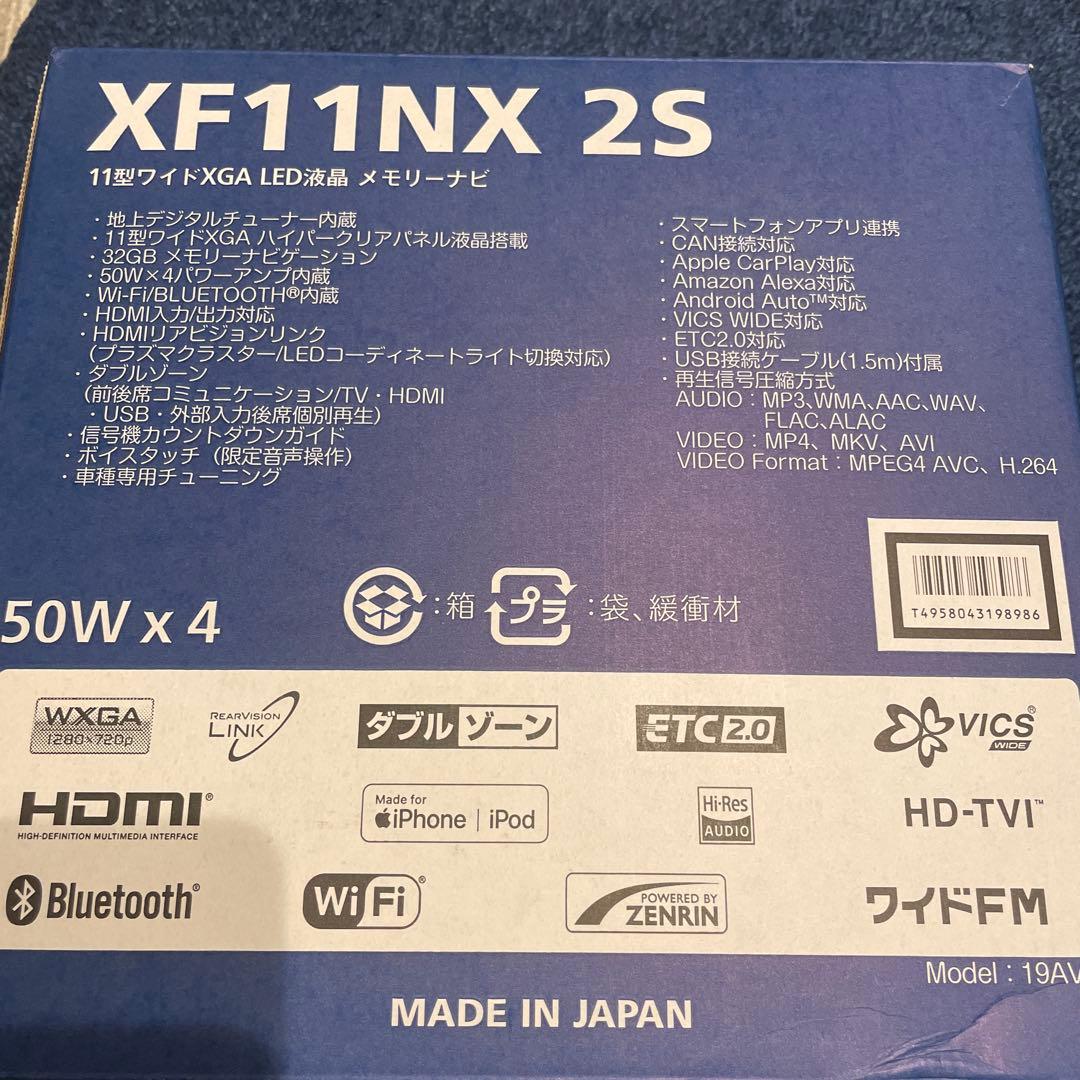 XF11NX 2S
11型ワイドXGA LED液晶 メモリーナビ
・地上デジタルチューナー内蔵
・11型ワイドXGA ハイパークリアパネル液晶搭載
・32GB メモリーナビゲーション
・50W×4パワーアンプ内蔵
・Wi-Fi/BLUETOOTH®内蔵
・HDMI入力/出力対応
・HDMIリアビジョンリンク
(プラズマクラスター/LEDコーディネートライト切換対応)
・ダブルゾーン
(前後席コミュニケーション/TV・HDMI
・USB・外部入力後席個別再生)
・信号機カウントダウンガイド
・ボイスタッチ（限定音声操作）
・車種専用チューニング
・スマートフォンアプリ連携
・CAN接続対応
・Apple CarPlay対応
・Amazon Alexa対応
・Android Auto™対応
・VICS WIDE対応
・ETC2.0対応
・USB接続ケーブル(1.5m)付属
・再生信号圧縮方式
AUDIO：MP3、WMA、AAC、WAV、
FLAC、ALAC
VIDEO：MP4、MKV、AVI
VIDEO Format：MPEG4 AVC、H.264
50W x 4
：箱
プラ
：袋、緩衝材
T4958043198986
WXGA
1280×720p
REARVISION
LINK
ダブルゾーン
ETC2.0
VICS®
WIDE
HDMI®
HIGH-DEFINITION MULTIMEDIA INTERFACE
Made for
iPhone | iPod
Hi-Res
AUDIO
HD-TVI™
Bluetooth®
Wi Fi®
POWERED BY
ZENRIN
ワイドFM
Model：19AV
MADE IN JAPAN